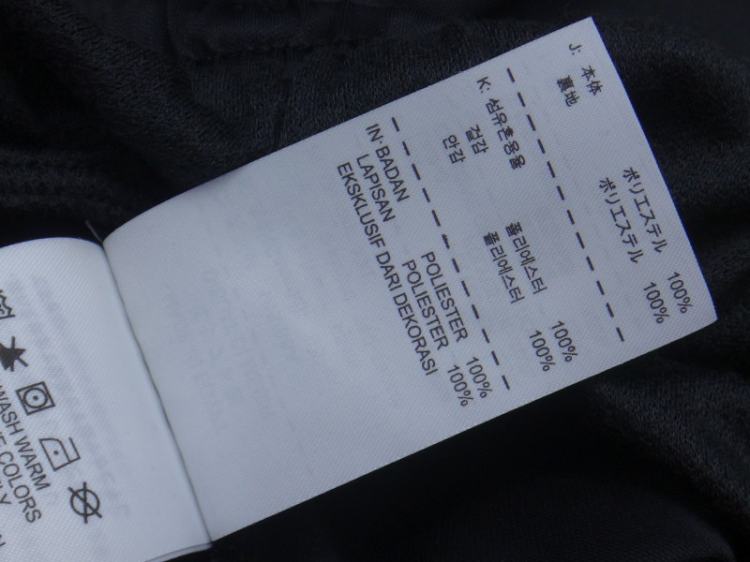 J: 本体 ポリエステル 100%
裏地 ポリエステル 100%
K: 섬유혼용율
겉감 폴리에스터 100%
안감 폴리에스터 100%
IN: BADAN POLIESTER 100%
LAPISAN POLIESTER 100%
EKSKLUSIF DARI DEKORASI
WASH WARM
COLORS